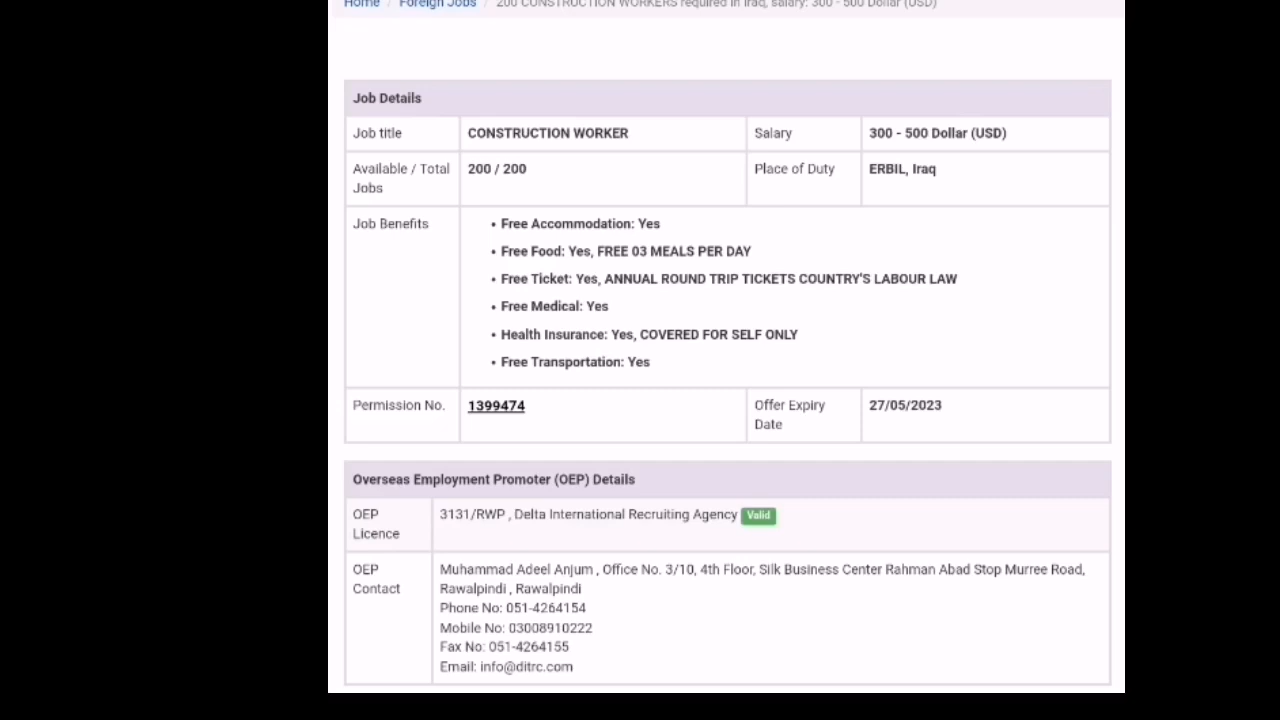 Home / Foreign Jobs / 200 CONSTRUCTION WORKERS required in Iraq, salary: 300 - 500 Dollar (USD)
Job Details
Job title CONSTRUCTION WORKER Salary 300 - 500 Dollar (USD)
Available / Total Jobs 200 / 200 Place of Duty ERBIL, Iraq
Job Benefits
• Free Accommodation: Yes
• Free Food: Yes, FREE 03 MEALS PER DAY
• Free Ticket: Yes, ANNUAL ROUND TRIP TICKETS COUNTRY'S LABOUR LAW
• Free Medical: Yes
• Health Insurance: Yes, COVERED FOR SELF ONLY
• Free Transportation: Yes
Permission No. 1399474 Offer Expiry Date 27/05/2023
Overseas Employment Promoter (OEP) Details
OEP Licence 3131/RWP , Delta International Recruiting Agency Valid
OEP Contact Muhammad Adeel Anjum , Office No. 3/10, 4th Floor, Silk Business Center Rahman Abad Stop Murree Road,
Rawalpindi , Rawalpindi
Phone No: 051-4264154
Mobile No: 03008910222
Fax No: 051-4264155
Email: info@ditrc.com